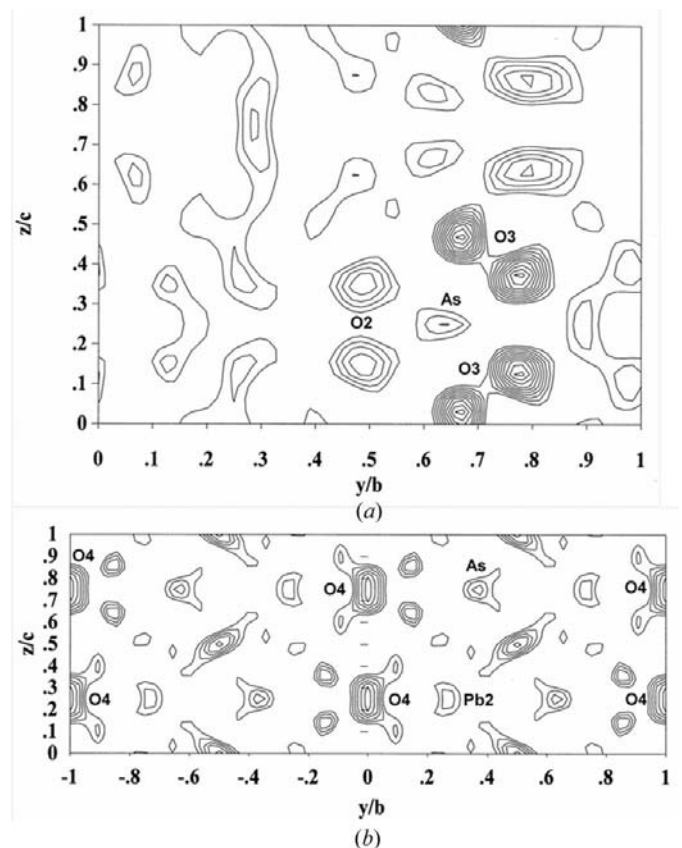 1
.9
.8
.7
.6
.5
.4
.3
.2
.1
0
z/c
O3
As
O2
O3
0 .1 .2 .3 .4 .5 .6 .7 .8 .9 1
y/b
(a)
1
.9
.8
.7
.6
.5
.4
.3
.2
.1
0
z/c
O4 As
O4 O4
O4 O4 Pb2 O4
-1 -.8 -.6 -.4 -.2 0 .2 .4 .6 .8 1
y/b
(b)